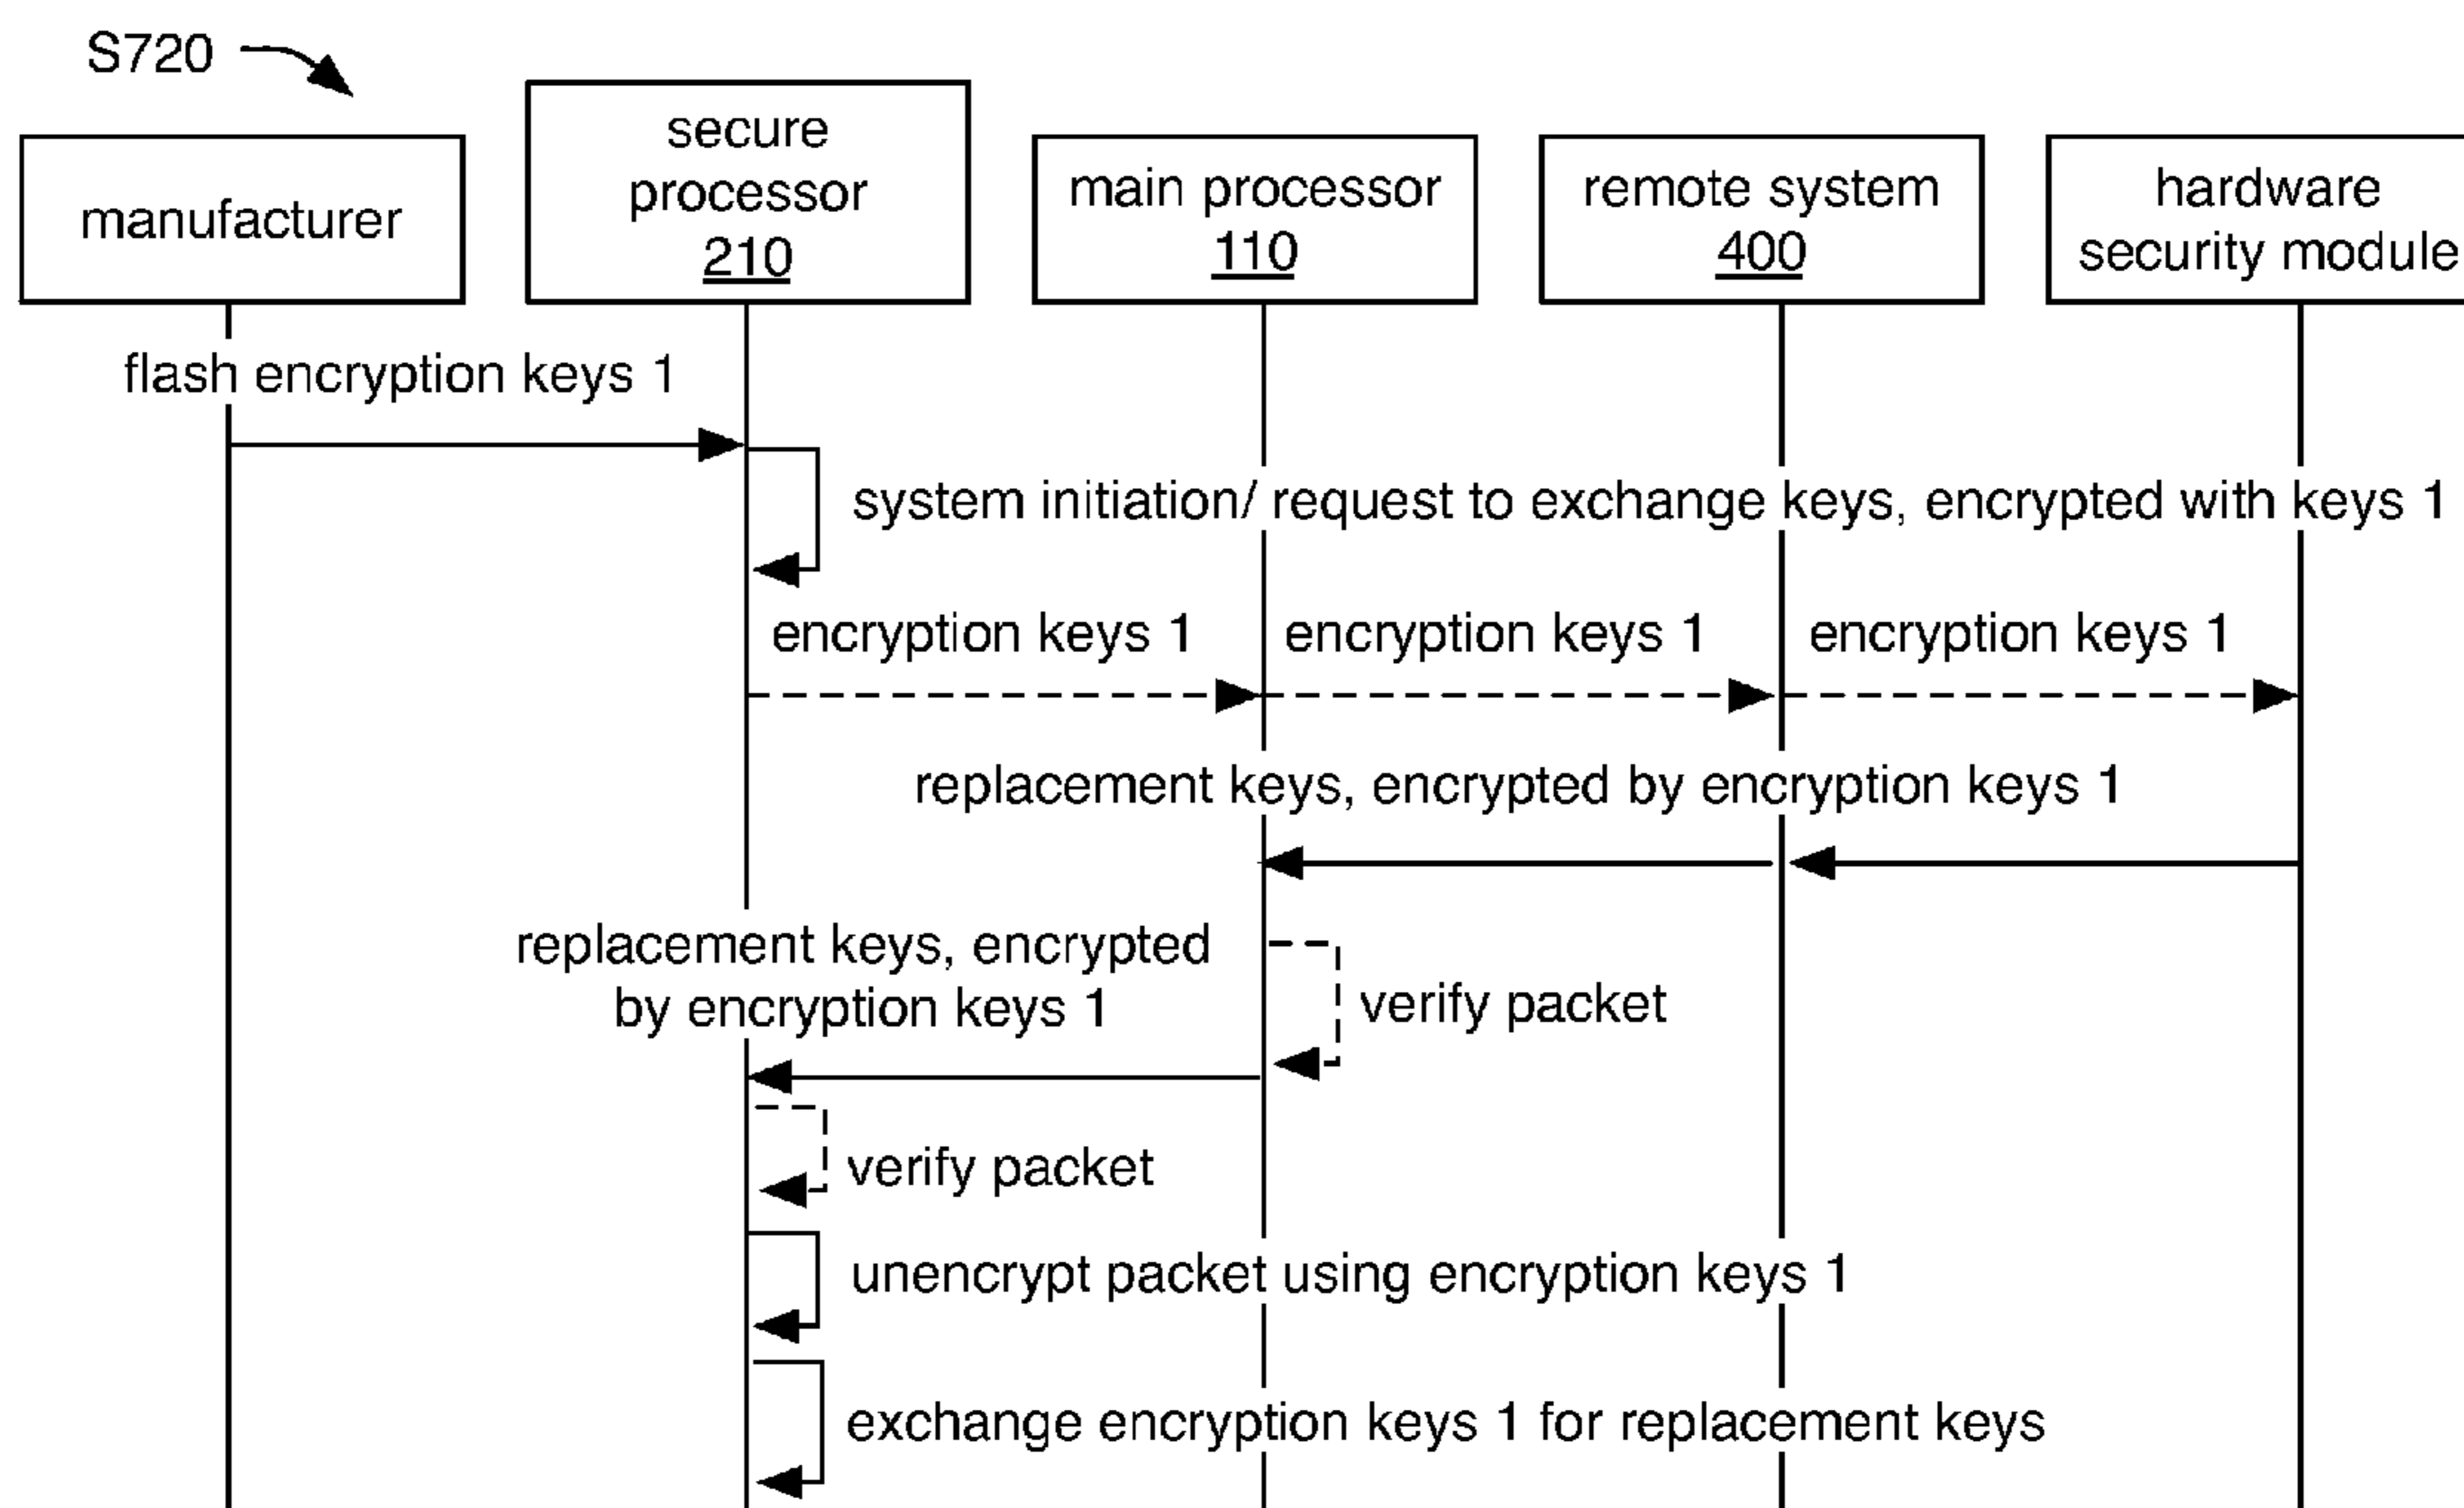 S720
manufacturer
secure
processor
210
main processor
110
remote system
400
hardware
security module
flash encryption keys 1
system initiation/ request to exchange keys, encrypted with keys 1
encryption keys 1
encryption keys 1
encryption keys 1
replacement keys, encrypted by encryption keys 1
replacement keys, encrypted
by encryption keys 1
verify packet
verify packet
unencrypt packet using encryption keys 1
exchange encryption keys 1 for replacement keys